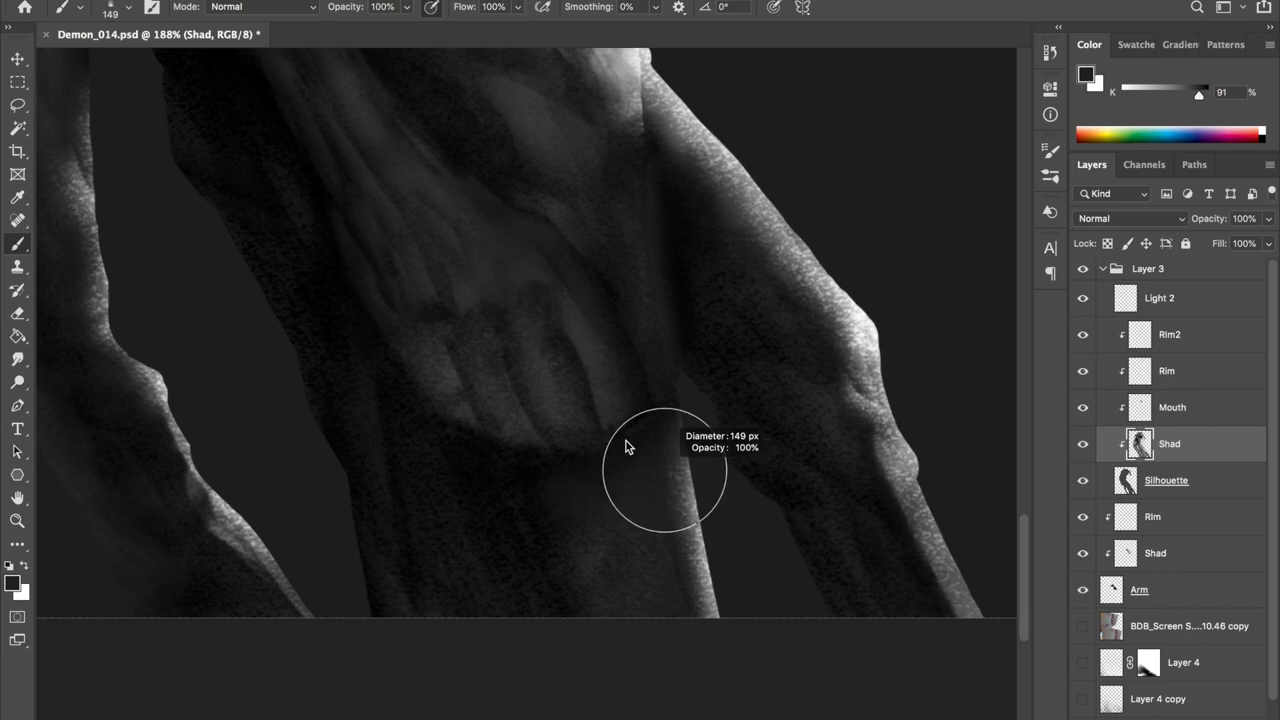 149
Mode:
Normal
Opacity:
100%
Flow:
100%
Smoothing:
0%
0°
Demon_014.psd @ 188% (Shad, RGB/8) *
Color
Swatche
Gradien
Patterns
K
91
%
Layers
Channels
Paths
Kind
Normal
Opacity:
100%
Lock:
Fill:
100%
Layer 3
Light 2
RIm2
Rim
Mouth
Shad
Silhouette
RIm
Shad
Arm
BDB_Screen S....10.46 copy
Layer 4
Layer 4 copy
Diameter: 149 px
Opacity: 100%